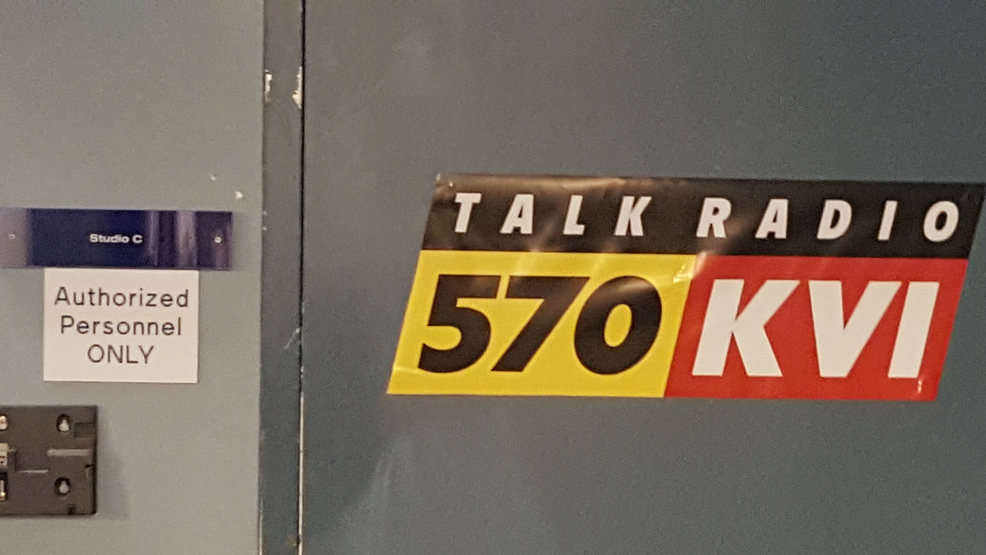 Studio C
Authorized
Personnel
ONLY
TALK RADIO
570 KVI